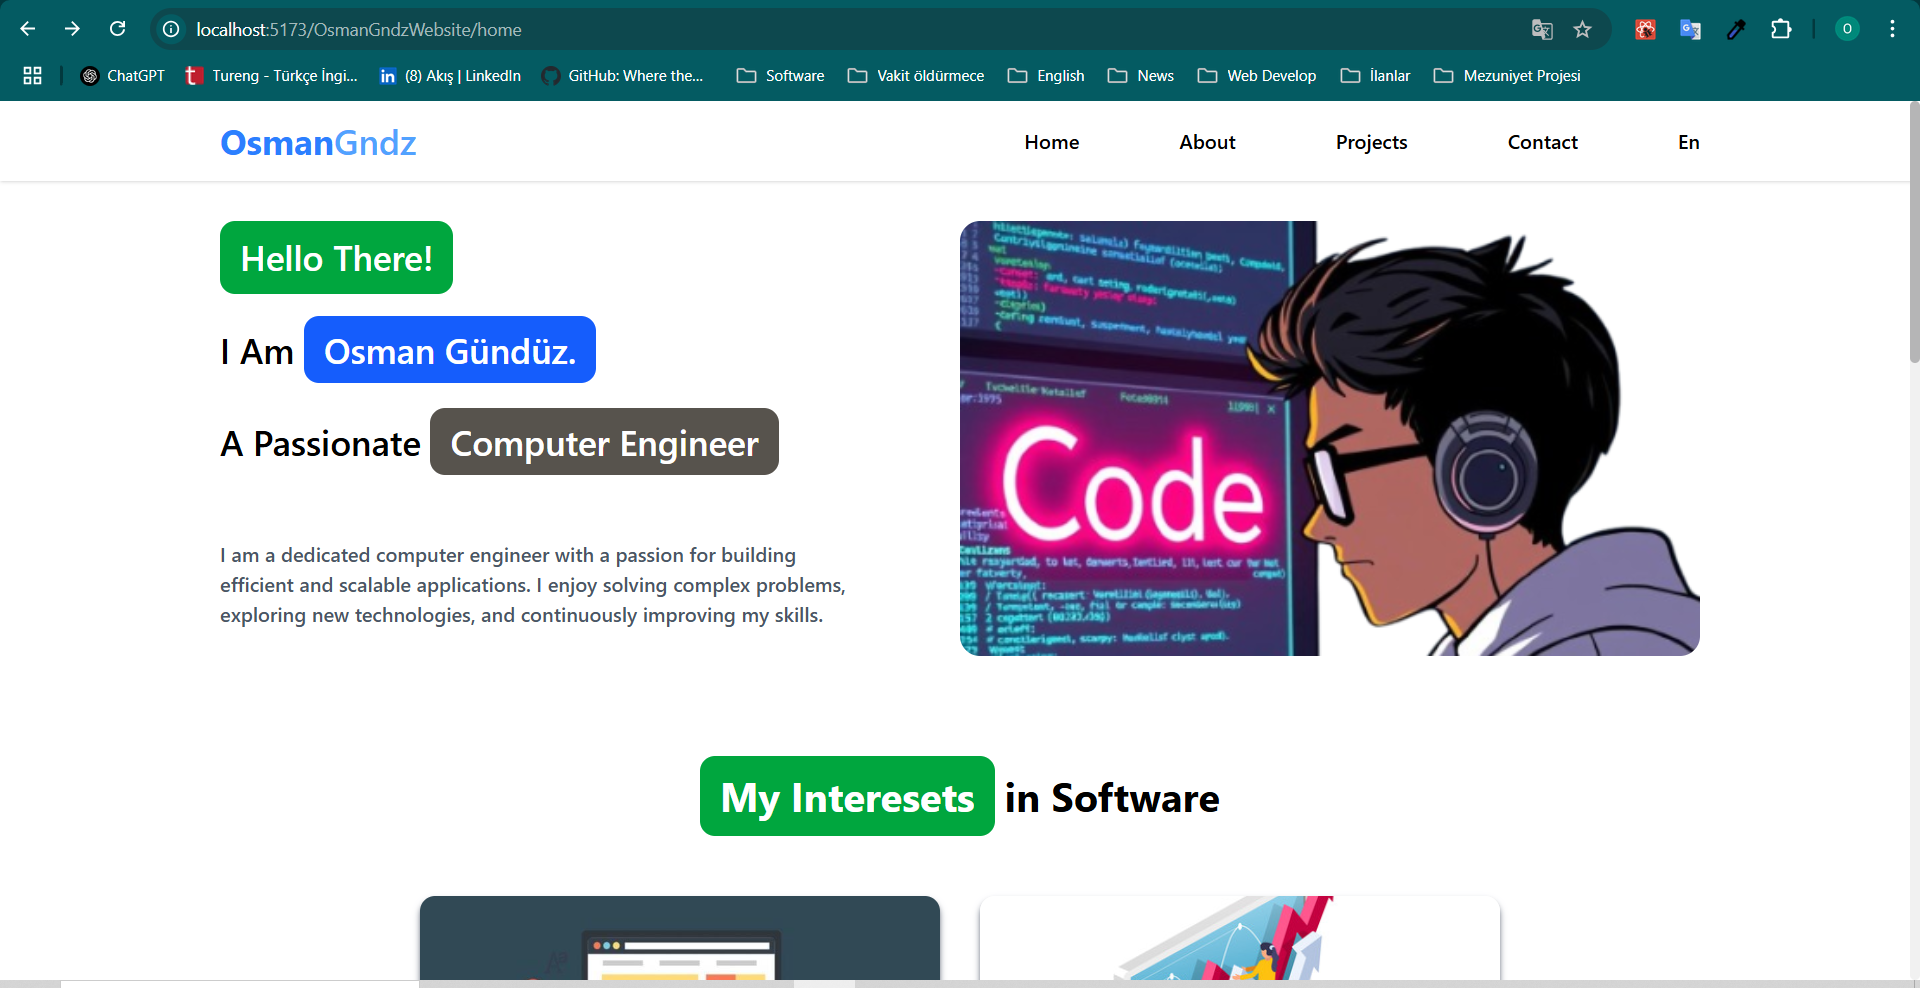 localhost:5173/OsmanGndzWebsite/home
ChatGPT
Tureng - Türkçe İngi...
(8) Akış | LinkedIn
GitHub: Where the...
Software
Vakit öldürmece
English
News
Web Develop
İlanlar
Mezuniyet Projesi
OsmanGndz
Home
About
Projects
Contact
En
Hello There!
I Am Osman Gündüz.
A Passionate Computer Engineer
I am a dedicated computer engineer with a passion for building
efficient and scalable applications. I enjoy solving complex problems,
exploring new technologies, and continuously improving my skills.
Code
My Interesets in Software